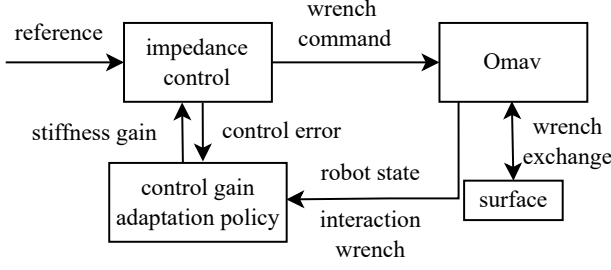 reference
impedance
control
wrench
command
Omav
stiffness gain
control error
wrench
exchange
control gain
adaptation policy
robot state
interaction
wrench
surface